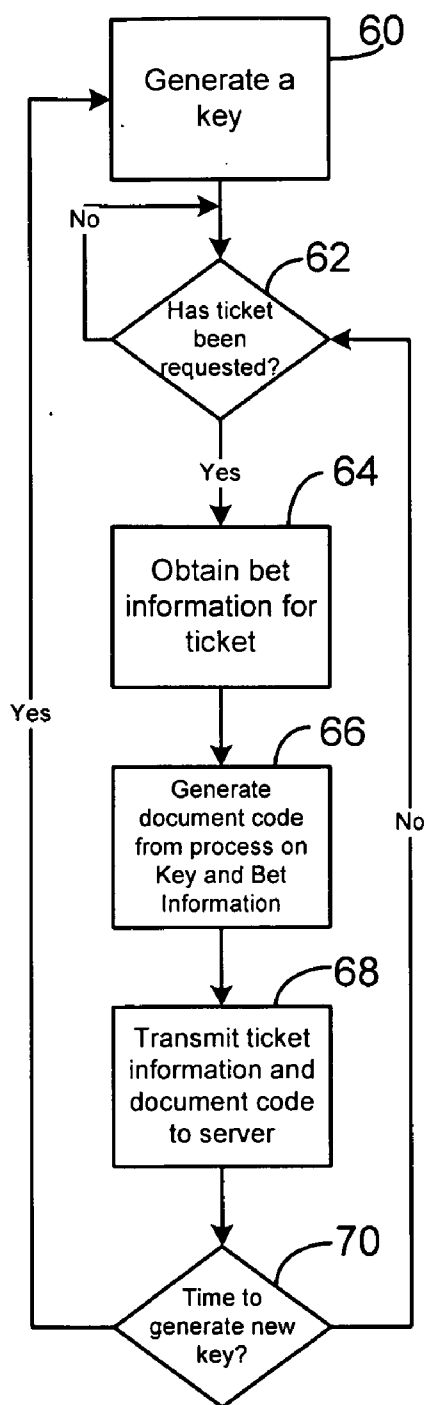 60
Generate a
key
No
62
Has ticket
been
requested?
Yes
64
Obtain bet
information for
ticket
Yes
66
Generate
document code
from process on
Key and Bet
Information
No
68
Transmit ticket
information and
document code
to server
70
Time to
generate new
key?